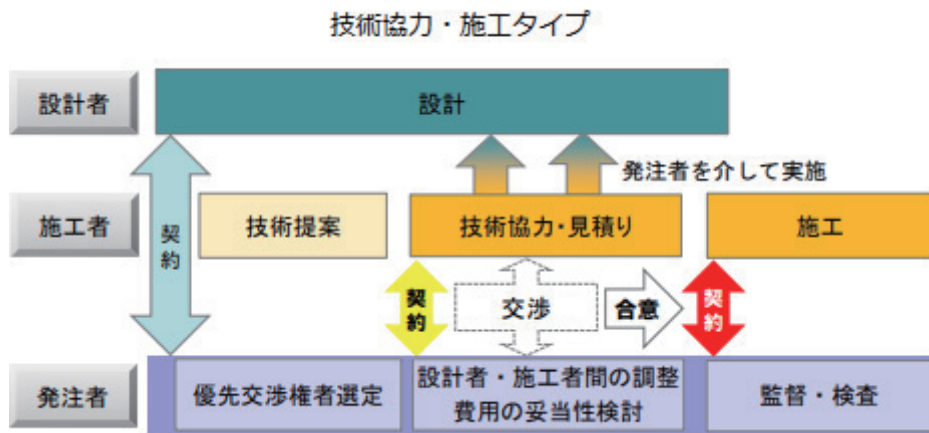 技術協力・施工タイプ
設計者
設計
発注者を介して実施
施工者
契約
技術提案
技術協力・見積り
施工
契約
交渉
合意
契約
発注者
優先交渉権者選定
設計者・施工者間の調整
費用の妥当性検討
監督・検査